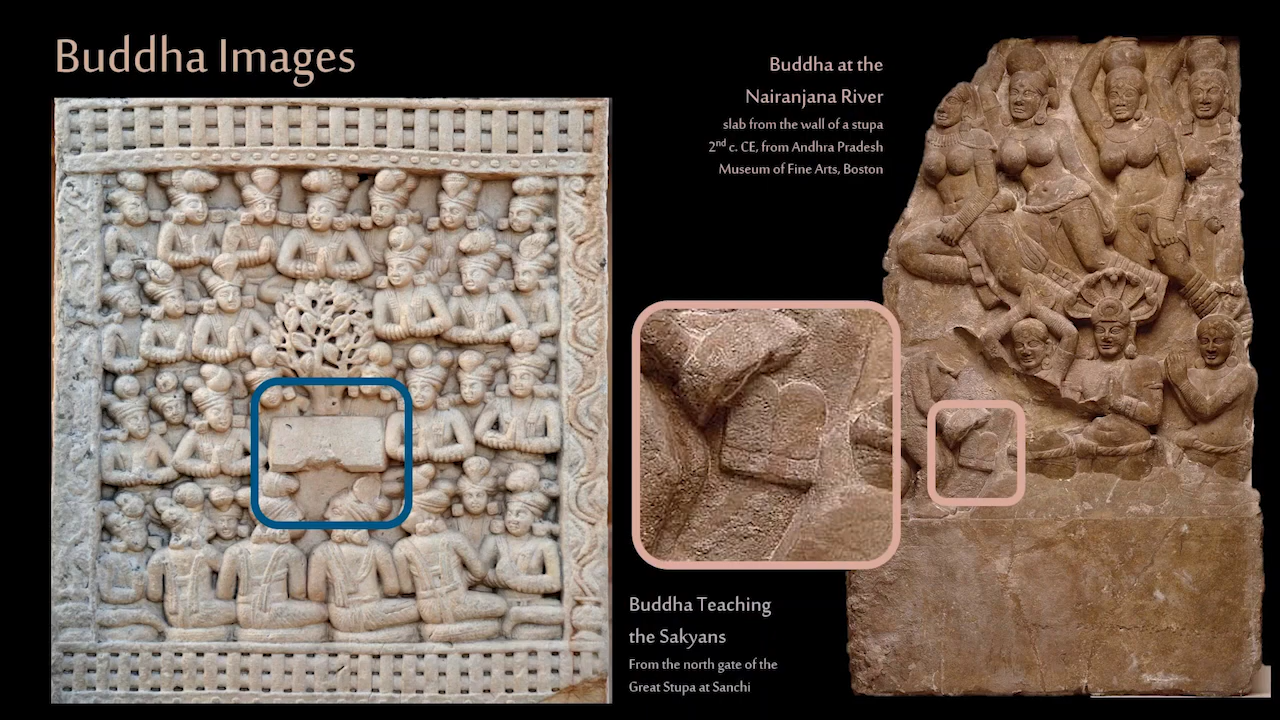 Buddha Images
Buddha at the
Nairanjana River
slab from the wall of a stupa
2nd c. CE, from Andhra Pradesh
Museum of Fine Arts, Boston
Buddha Teaching
the Sakyans
From the north gate of the
Great Stupa at Sanchi